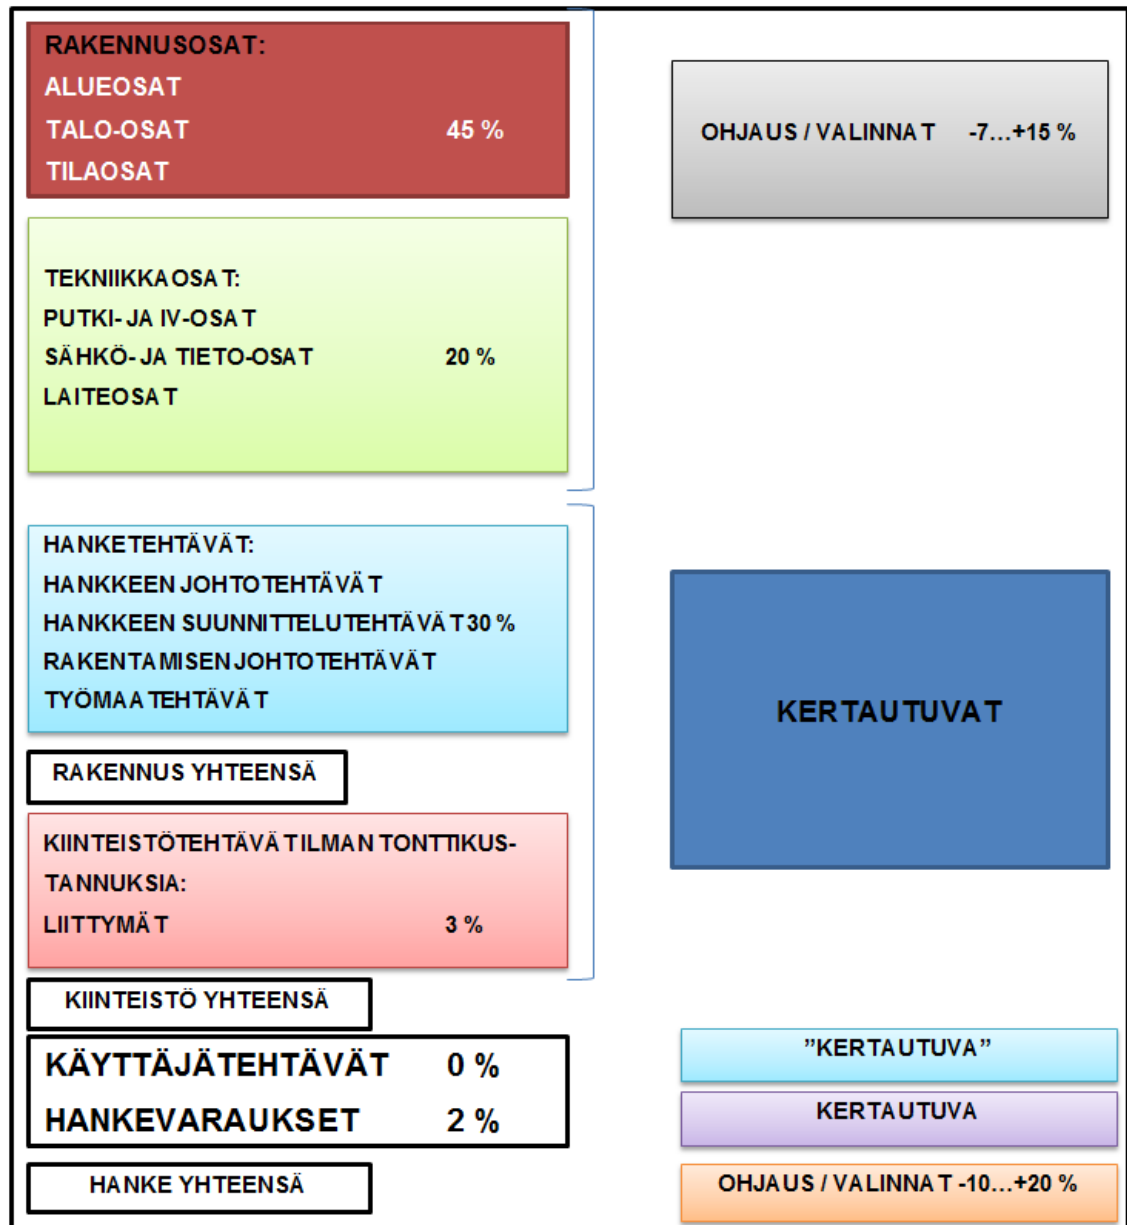 RAKENNUSOSAT:
ALUEOSAT
TALO-OSAT 45 %
TILAOSAT
OHJAUS / VALINNAT -7...+15 %
TEKNIIKKAOSAT:
PUTKI- JA IV-OSAT
SÄHKÖ- JA TIETO-OSAT 20 %
LAITEOSAT
HANKETEHTÄVÄT:
HANKKEEN JOHTOTEHTÄVÄT
HANKKEEN SUUNNITTELUTEHTÄVÄT 30 %
RAKENTAMISEN JOHTOTEHTÄVÄT
TYÖMAATEHTÄVÄT
KERTAUTUVAT
RAKENNUS YHTEENSÄ
KIINTEISTÖTEHTÄVÄT ILMAN TONTTIKUS-
TANNUKSIA:
LIITTYMÄT 3 %
KIINTEISTÖ YHTEENSÄ
KÄYTTÄJÄTEHTÄVÄT 0 %
HANKEVARAUKSET 2 %
"KERTAUTUVA"
KERTAUTUVA
HANKE YHTEENSÄ
OHJAUS / VALINNAT -10...+20 %